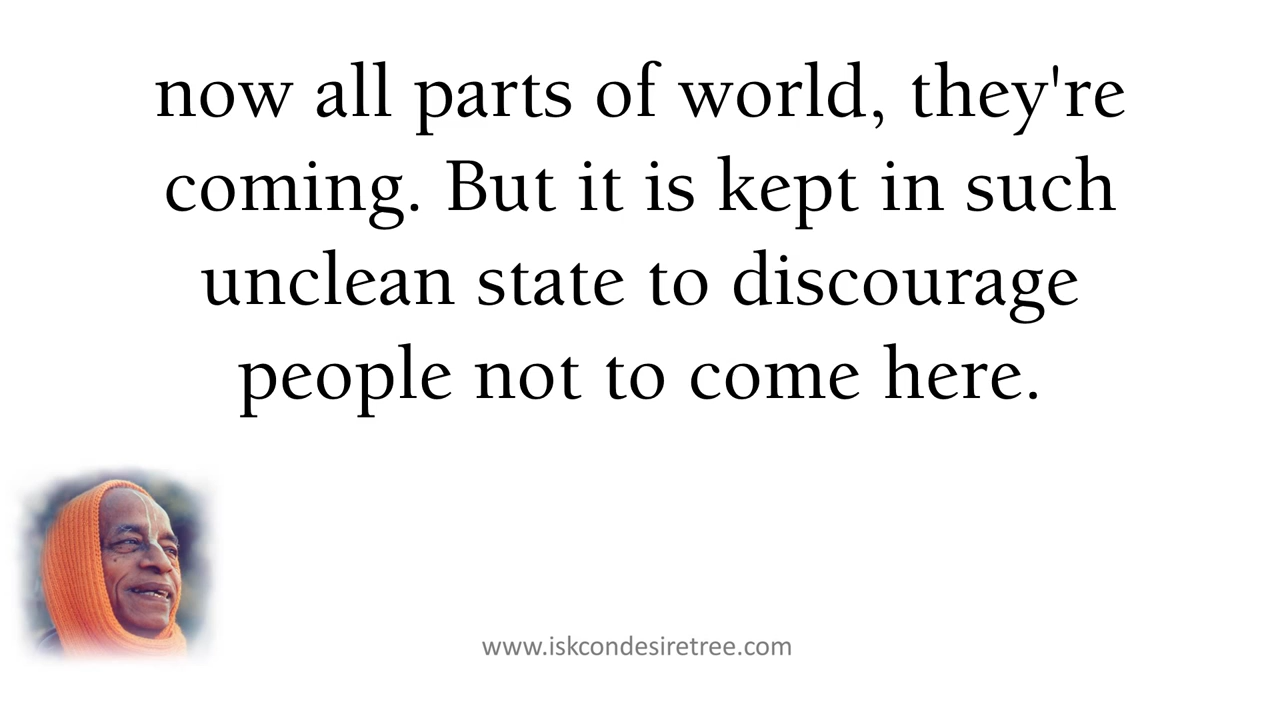 now all parts of world, they're
coming. But it is kept in such
unclean state to discourage
people not to come here.
www.iskcondesiretree.com